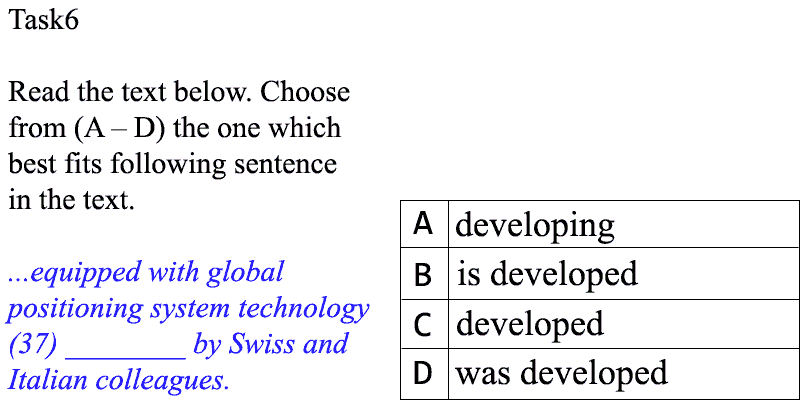 Task6
Read the text below. Choose
from (A – D) the one which
best fits following sentence
in the text.
...equipped with global
positioning system technology
(37) ________ by Swiss and
Italian colleagues.
A developing
B is developed
C developed
D was developed